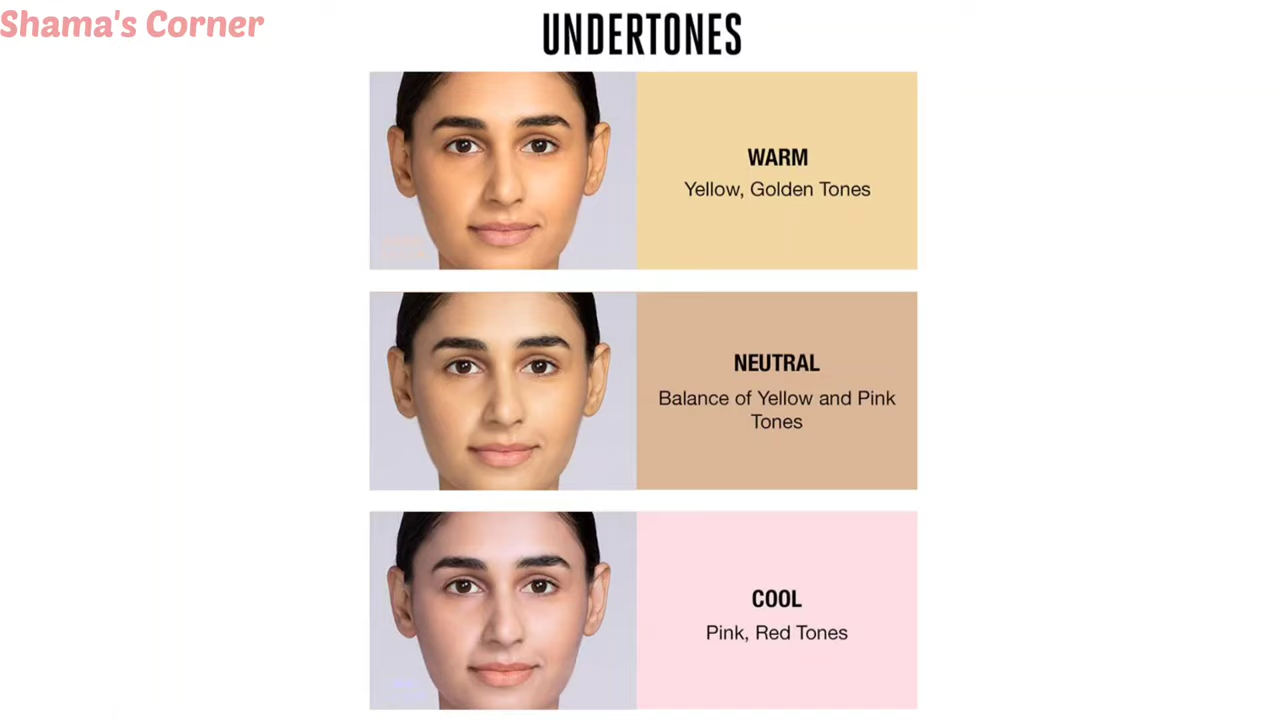 Shama's Corner
UNDERTONES
WARM
Yellow, Golden Tones
NEUTRAL
Balance of Yellow and Pink
Tones
COOL
Pink, Red Tones